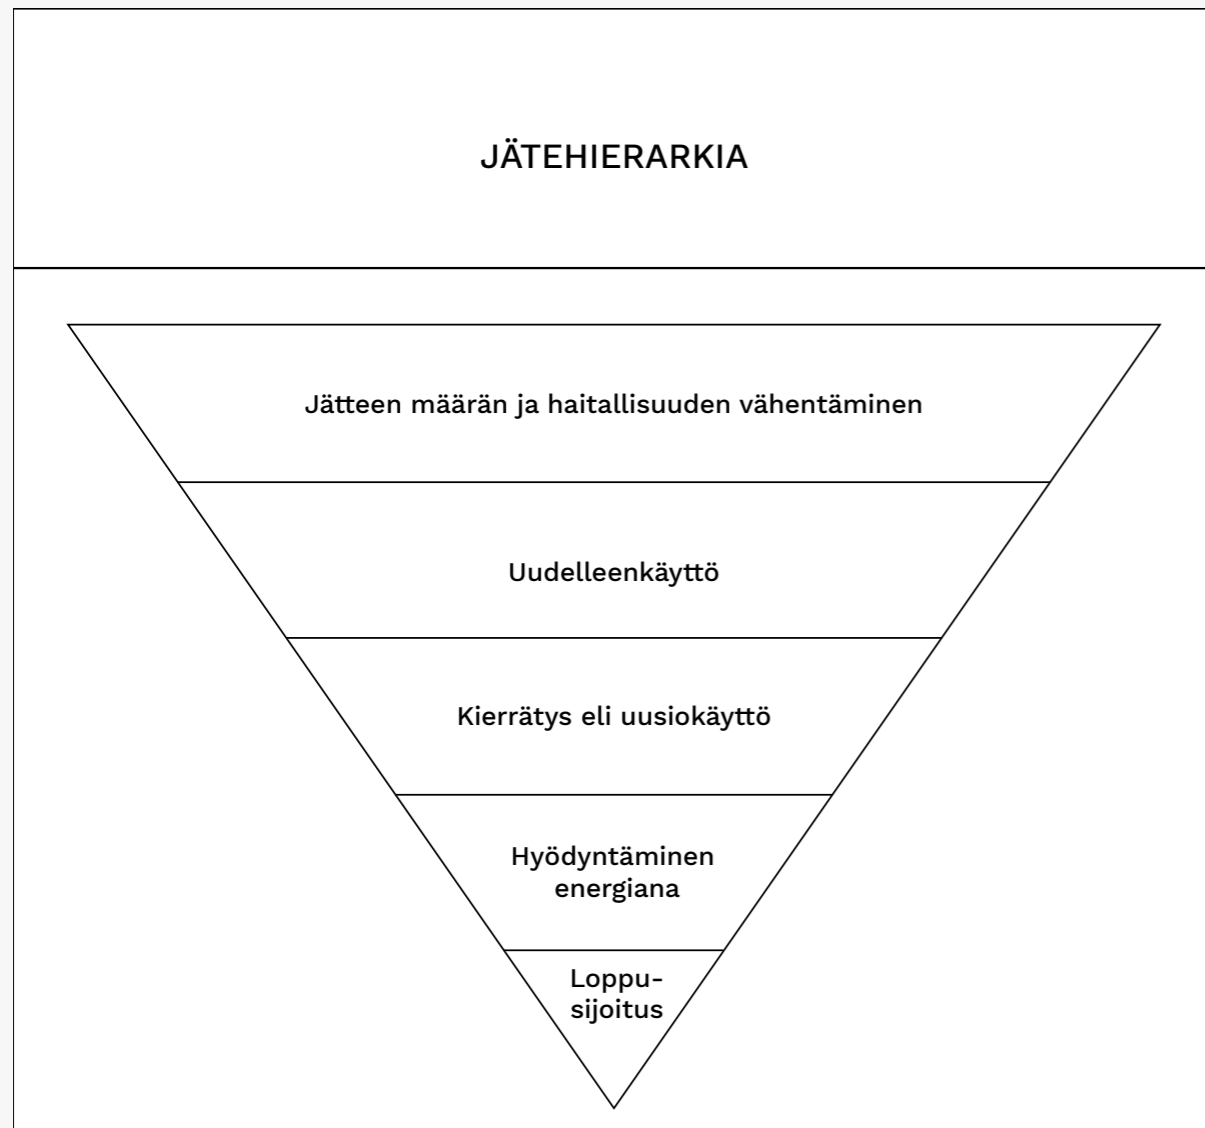 JÄTEHIERARKIA
Jätteen määrän ja haitallisuuden vähentäminen
Uudelleenkäyttö
Kierrätys eli uusiokäyttö
Hyödyntäminen
energiana
Loppu-
sijoitus